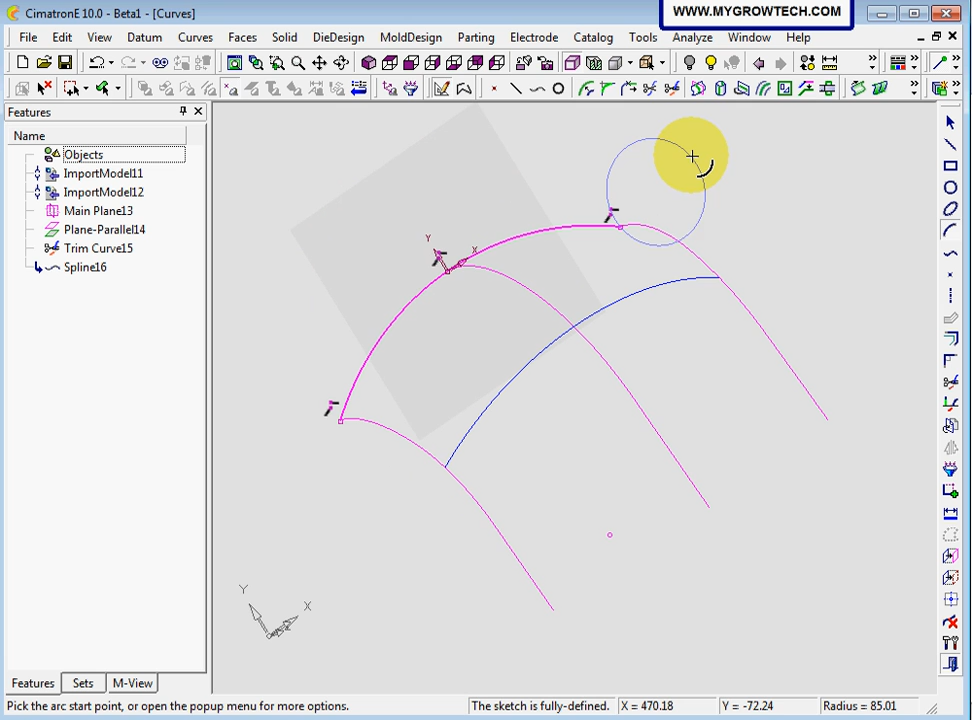 CimatronE 10.0 - Beta1 - [Curves]
WWW.MYGROWTECH.COM
File Edit View Datum Curves Faces Solid DieDesign MoldDesign Parting Electrode Catalog Tools Analyze Window Help
Features
Name
Objects
ImportModel11
ImportModel12
Main Plane13
Plane-Parallel14
Trim Curve15
Spline16
Y
X
Y
X
Features Sets M-View
Pick the arc start point, or open the popup menu for more options. The sketch is fully-defined. X = 470.18 Y = -72.24 Radius = 85.01